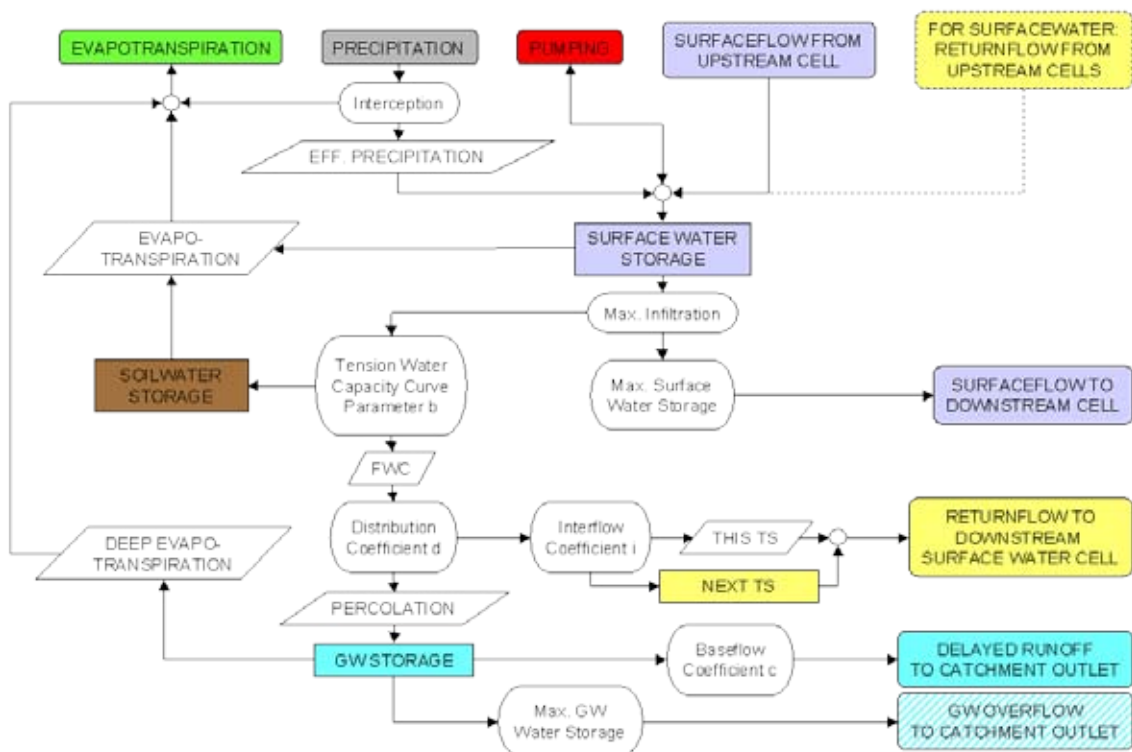 EVAPOTRANSPIRATION
PRECIPITATION
PUMPING
SURFACEFLOW FROM
UPSTREAM CELL
FOR SURFACEWATER:
RETURNFLOW FROM
UPSTREAM CELLS
Interception
EFF. PRECIPITATION
EVAPO-
TRANSPIRATION
SURFACE WATER
STORAGE
Max. Infiltration
SOILWATER
STORAGE
Tension Water
Capacity Curve
Parameter b
Max. Surface
Water Storage
SURFACEFLOW TO
DOWNSTREAM CELL
FWC
DEEP EVAPO-
TRANSPIRATION
Distribution
Coefficient d
Interflow
Coefficient i
THIS TS
NEXT TS
RETURNFLOW TO
DOWNSTREAM
SURFACE WATER CELL
PERCOLATION
GW STORAGE
Baseflow
Coefficient c
DELAYED RUNOFF
TO CATCHMENT OUTLET
Max. GW
Water Storage
GW OVERFLOW
TO CATCHMENT OUTLET